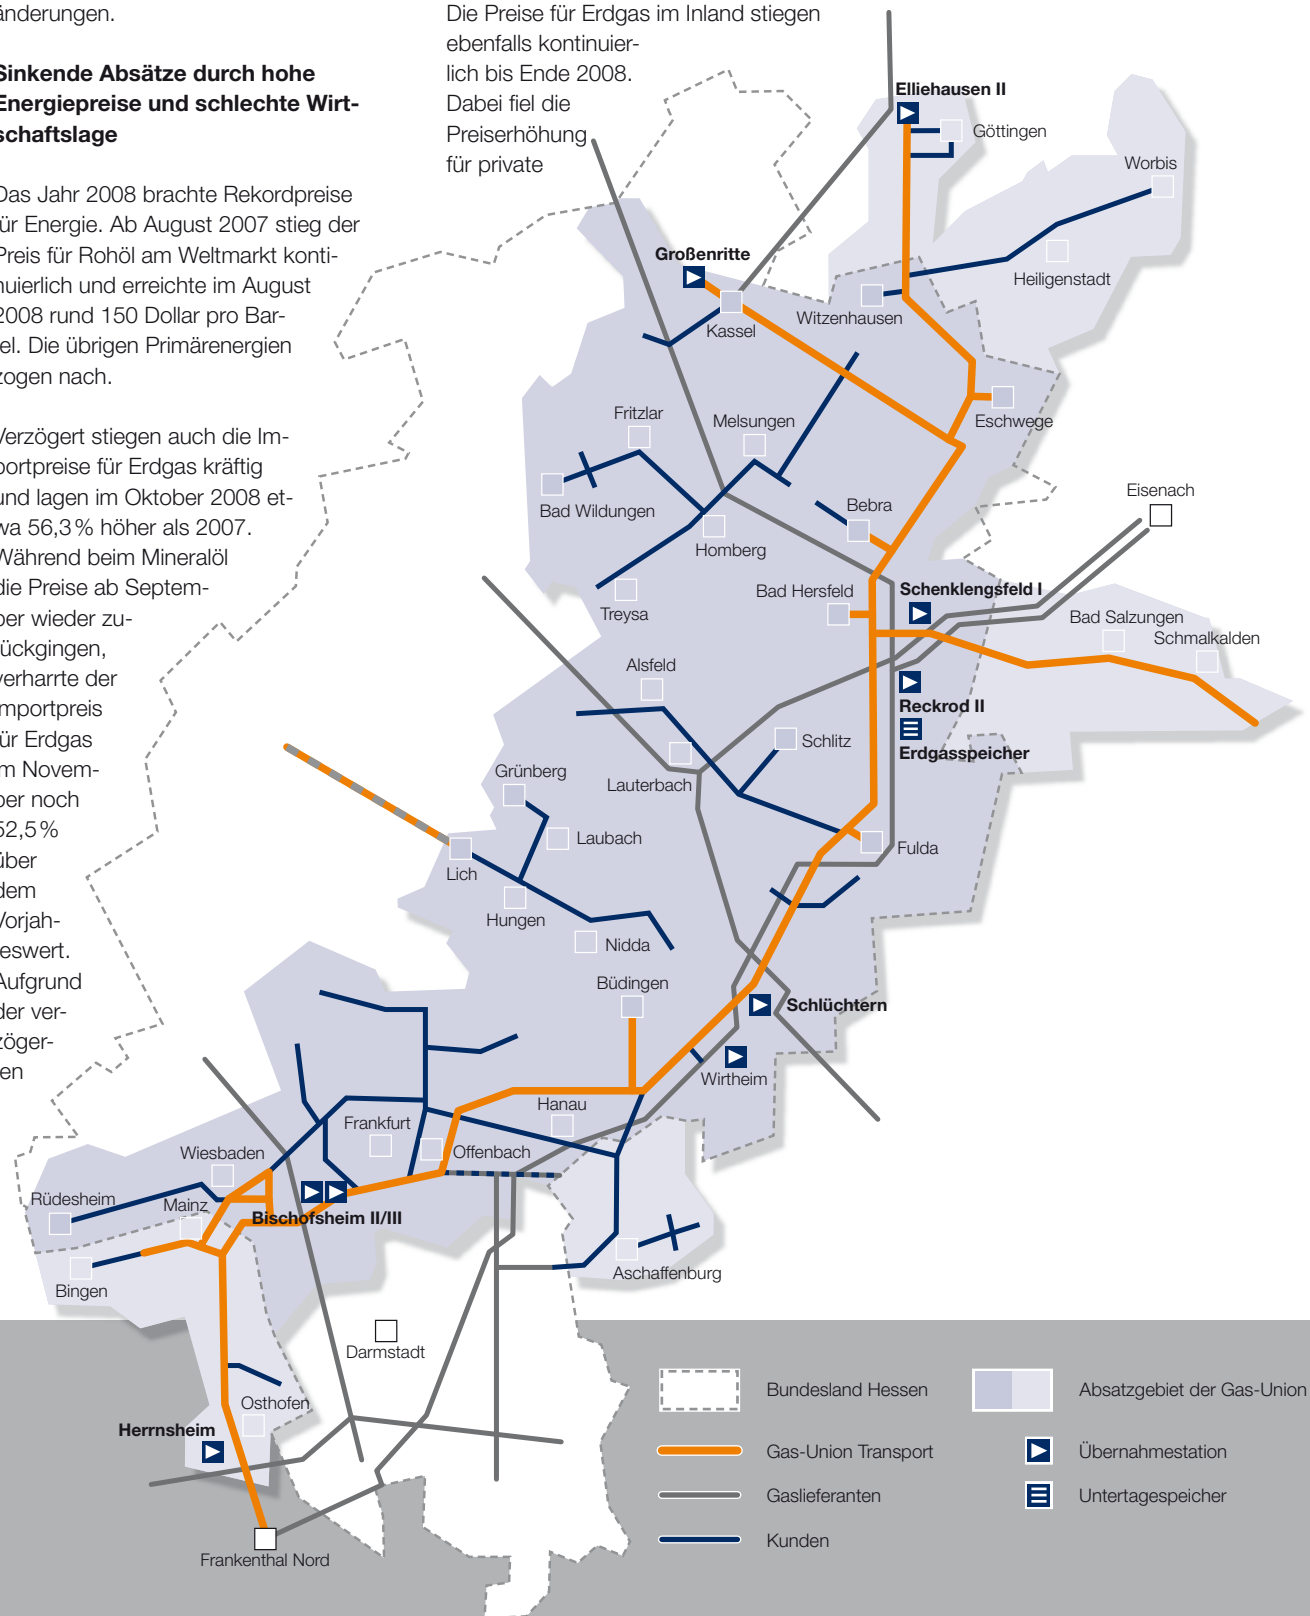 änderungen.
Sinkende Absätze durch hohe
Energiepreise und schlechte Wirt-
schaftslage
Das Jahr 2008 brachte Rekordpreise
für Energie. Ab August 2007 stieg der
Preis für Rohöl am Weltmarkt konti-
nuierlich und erreichte im August
2008 rund 150 Dollar pro Bar-
rel. Die übrigen Primärenergien
zogen nach.
Verzögert stiegen auch die Im-
portpreise für Erdgas kräftig
und lagen im Oktober 2008 et-
wa 56,3 % höher als 2007.
Während beim Mineralöl
die Preise ab Septem-
ber wieder zu-
rückgingen,
verharrte der
Importpreis
für Erdgas
im Novem-
ber noch
52,5 %
über
dem
Vorjah-
reswert.
Aufgrund
der ver-
zöger-
ten
Die Preise für Erdgas im Inland stiegen
ebenfalls kontinuier-
lich bis Ende 2008.
Dabei fiel die
Preiserhöhung
für private
Elliehausen II
Göttingen
Worbis
Heiligenstadt
Großenritte
Kassel
Witzenhausen
Eschwege
Fritzlar
Melsungen
Bad Wildungen
Homberg
Bebra
Eisenach
Treysa
Bad Hersfeld
Schenklengsfeld I
Bad Salzungen
Schmalkalden
Alsfeld
Reckrod II
Erdgasspeicher
Schlitz
Lauterbach
Grünberg
Laubach
Fulda
Lich
Hungen
Nidda
Büdingen
Schlüchtern
Wirtheim
Hanau
Frankfurt
Offenbach
Wiesbaden
Rüdesheim
Mainz
Bischofsheim II/III
Bingen
Aschaffenburg
Darmstadt
Osthofen
Herrnsheim
Frankenthal Nord
Bundesland Hessen
Gas-Union Transport
Gaslieferanten
Kunden
Absatzgebiet der Gas-Union
Übernahmestation
Untertagespeicher